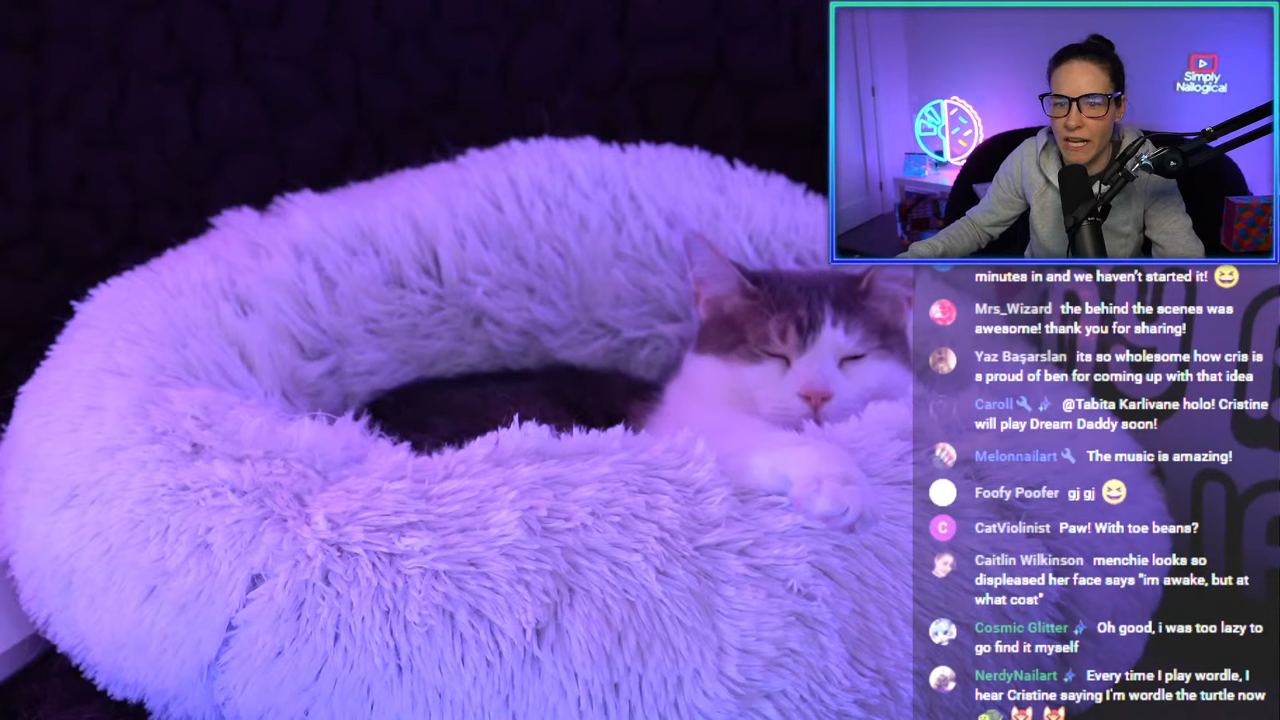 Simply
Nailogical
minutes in and we haven't started it!
Mrs_Wizard the behind the scenes was
awesome! thank you for sharing!
Yaz Başarslan its so wholesome how cris is
a proud of ben for coming up with that idea
Caroll @Tabita Karlivane holo! Cristine
will play Dream Daddy soon!
Melonnailart The music is amazing!
Foofy Poofer gj gj
C CatViolinist Paw! With toe beans?
Caitlin Wilkinson menchie looks so
displeased her face says "im awake, but at
what cost"
Cosmic Glitter Oh good, i was too lazy to
go find it myself
NerdyNailart Every time I play wordle, I
hear Cristine saying I'm wordle the turtle now